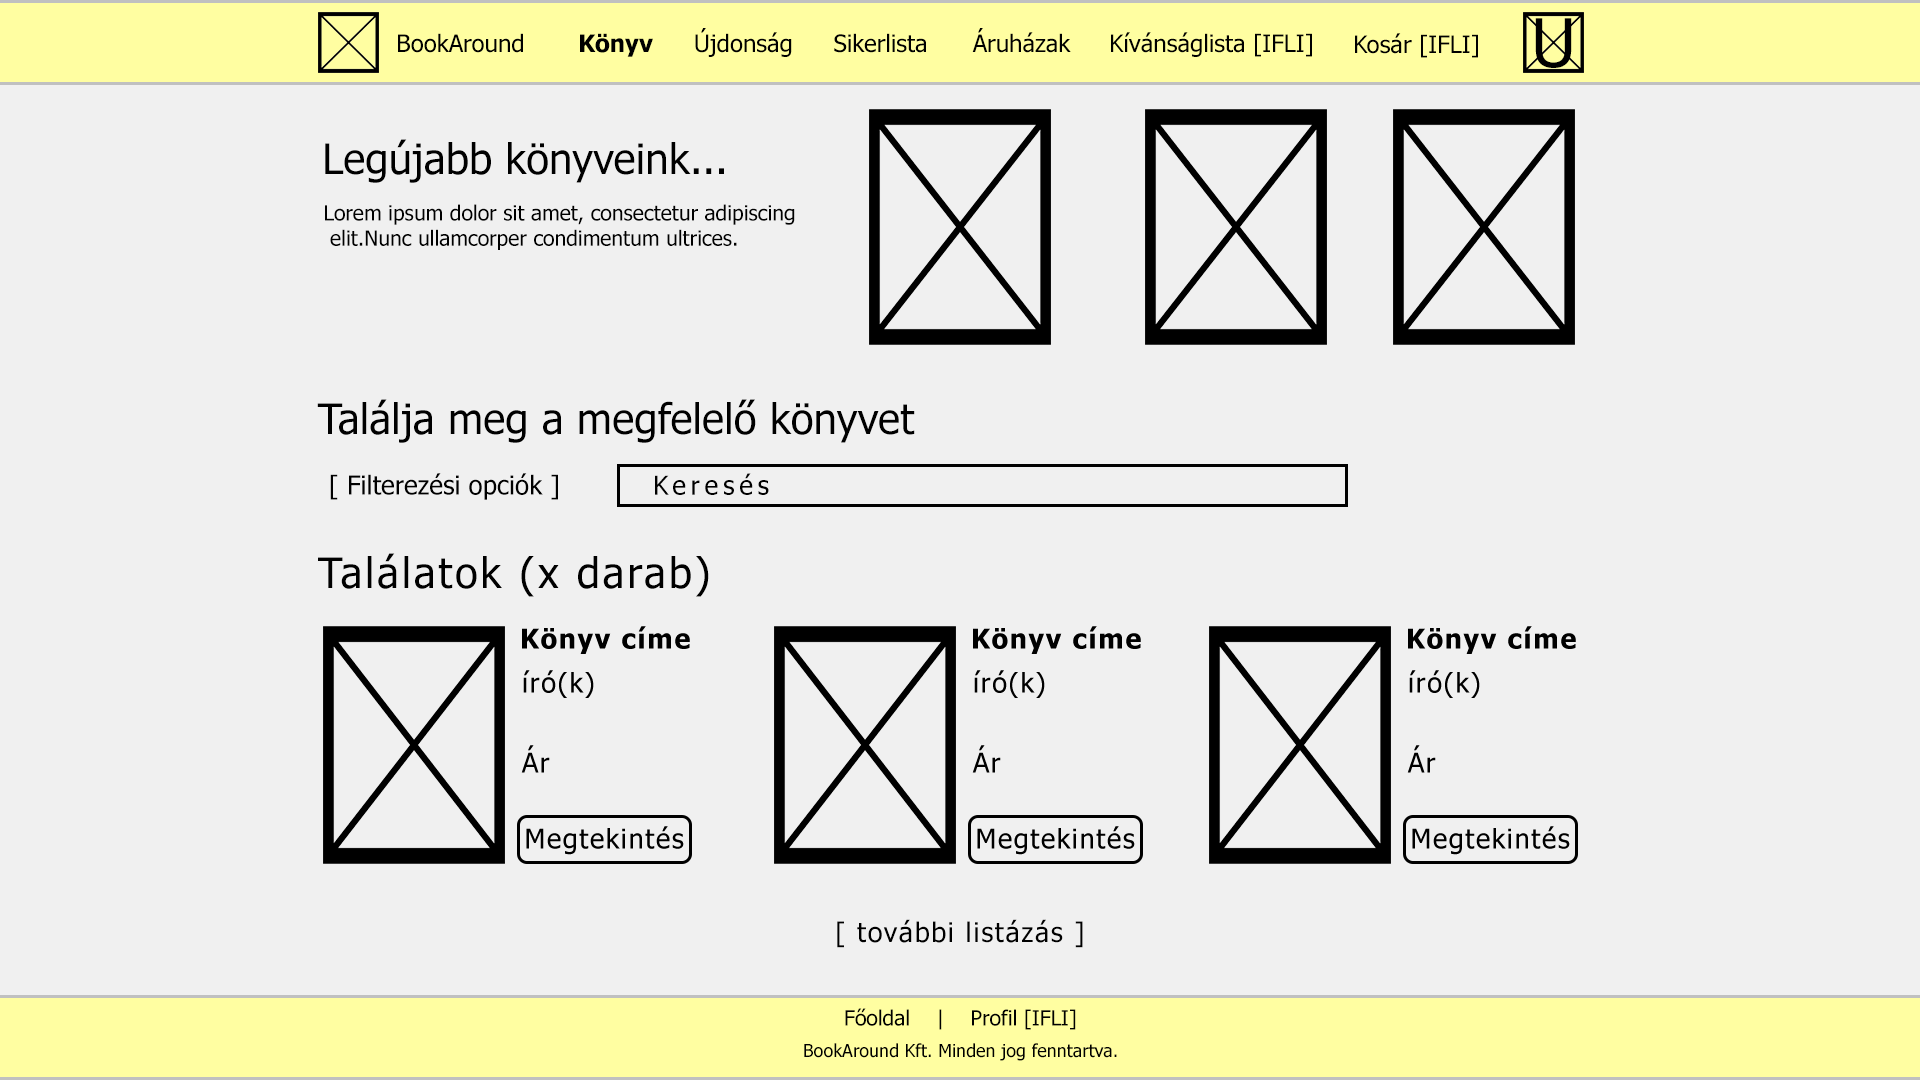 BookAround Könyv Újdonság Sikerlista Áruházak Kívánságlista [IFLI] Kosár [IFLI] U
Legújabb könyveink...
Lorem ipsum dolor sit amet, consectetur adipiscing
elit.Nunc ullamcorper condimentum ultrices.
Találja meg a megfelelő könyvet
[ Filterezési opciók ] Keresés
Találatok (x darab)
Könyv címe Könyv címe Könyv címe
író(k) író(k) író(k)
Ár Ár Ár
Megtekintés Megtekintés Megtekintés
[ további listázás ]
Főoldal | Profil [IFLI]
BookAround Kft. Minden jog fenntartva.